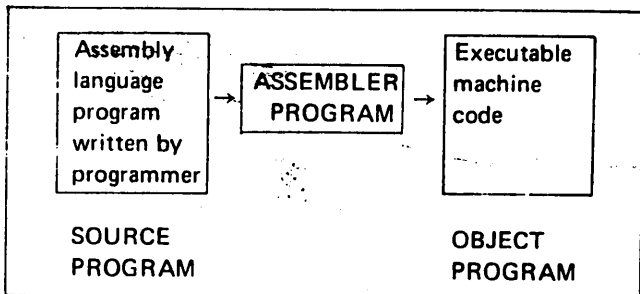 Assembly
language
program
written by
programmer
→
ASSEMBLER
PROGRAM
→
Executable
machine
code
SOURCE
PROGRAM
OBJECT
PROGRAM